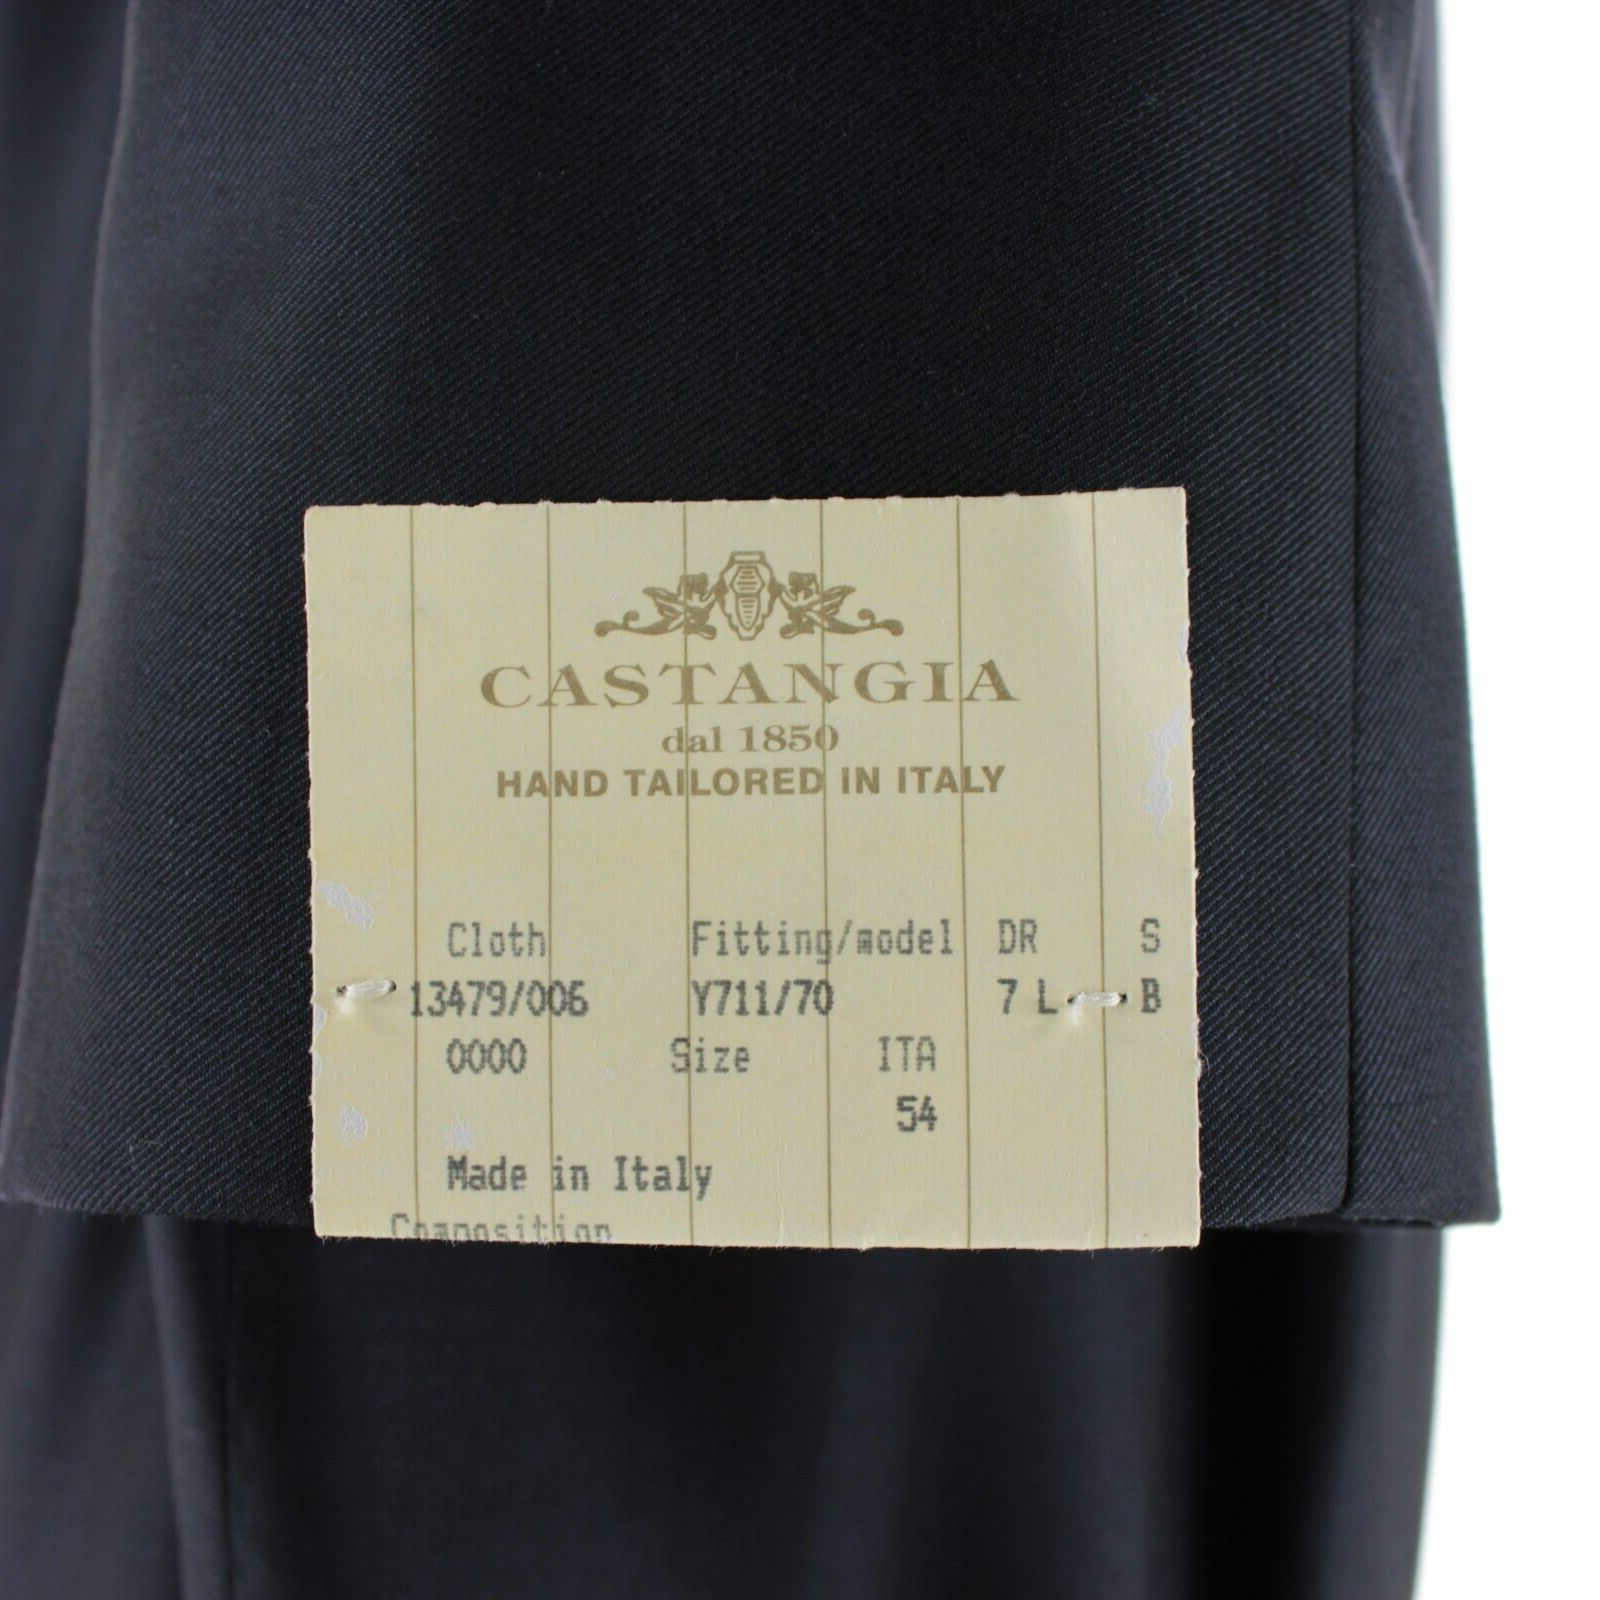 CASTANGIA
dal 1850
HAND TAILORED IN ITALY
Cloth Fitting/model DR S
13479/006 Y711/70 7 L B
0000 Size ITA
54
Made in Italy
Composition